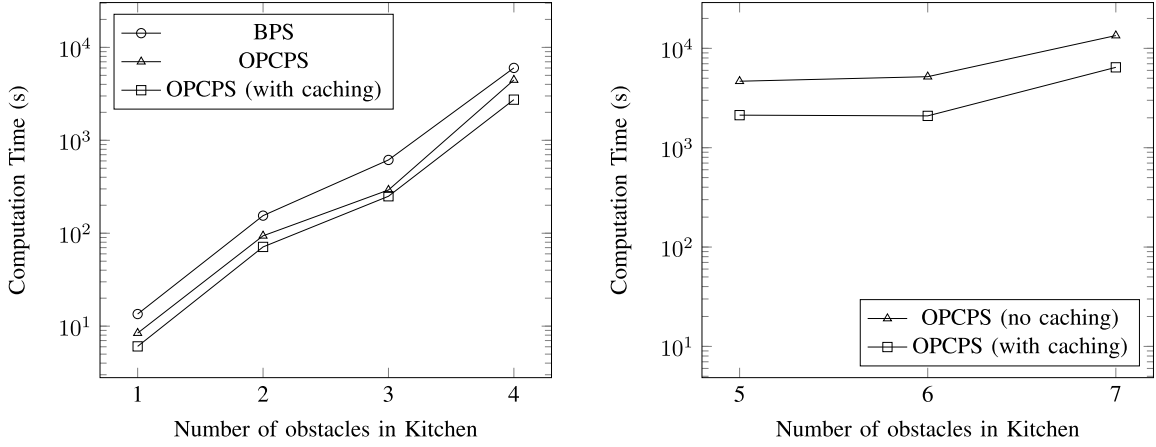 Computation Time (s)
10^4
10^3
10^2
10^1
BPS
OPCPS
OPCPS (with caching)
1 2 3 4
Number of obstacles in Kitchen
Computation Time (s)
10^4
10^3
10^2
10^1
OPCPS (no caching)
OPCPS (with caching)
5 6 7
Number of obstacles in Kitchen